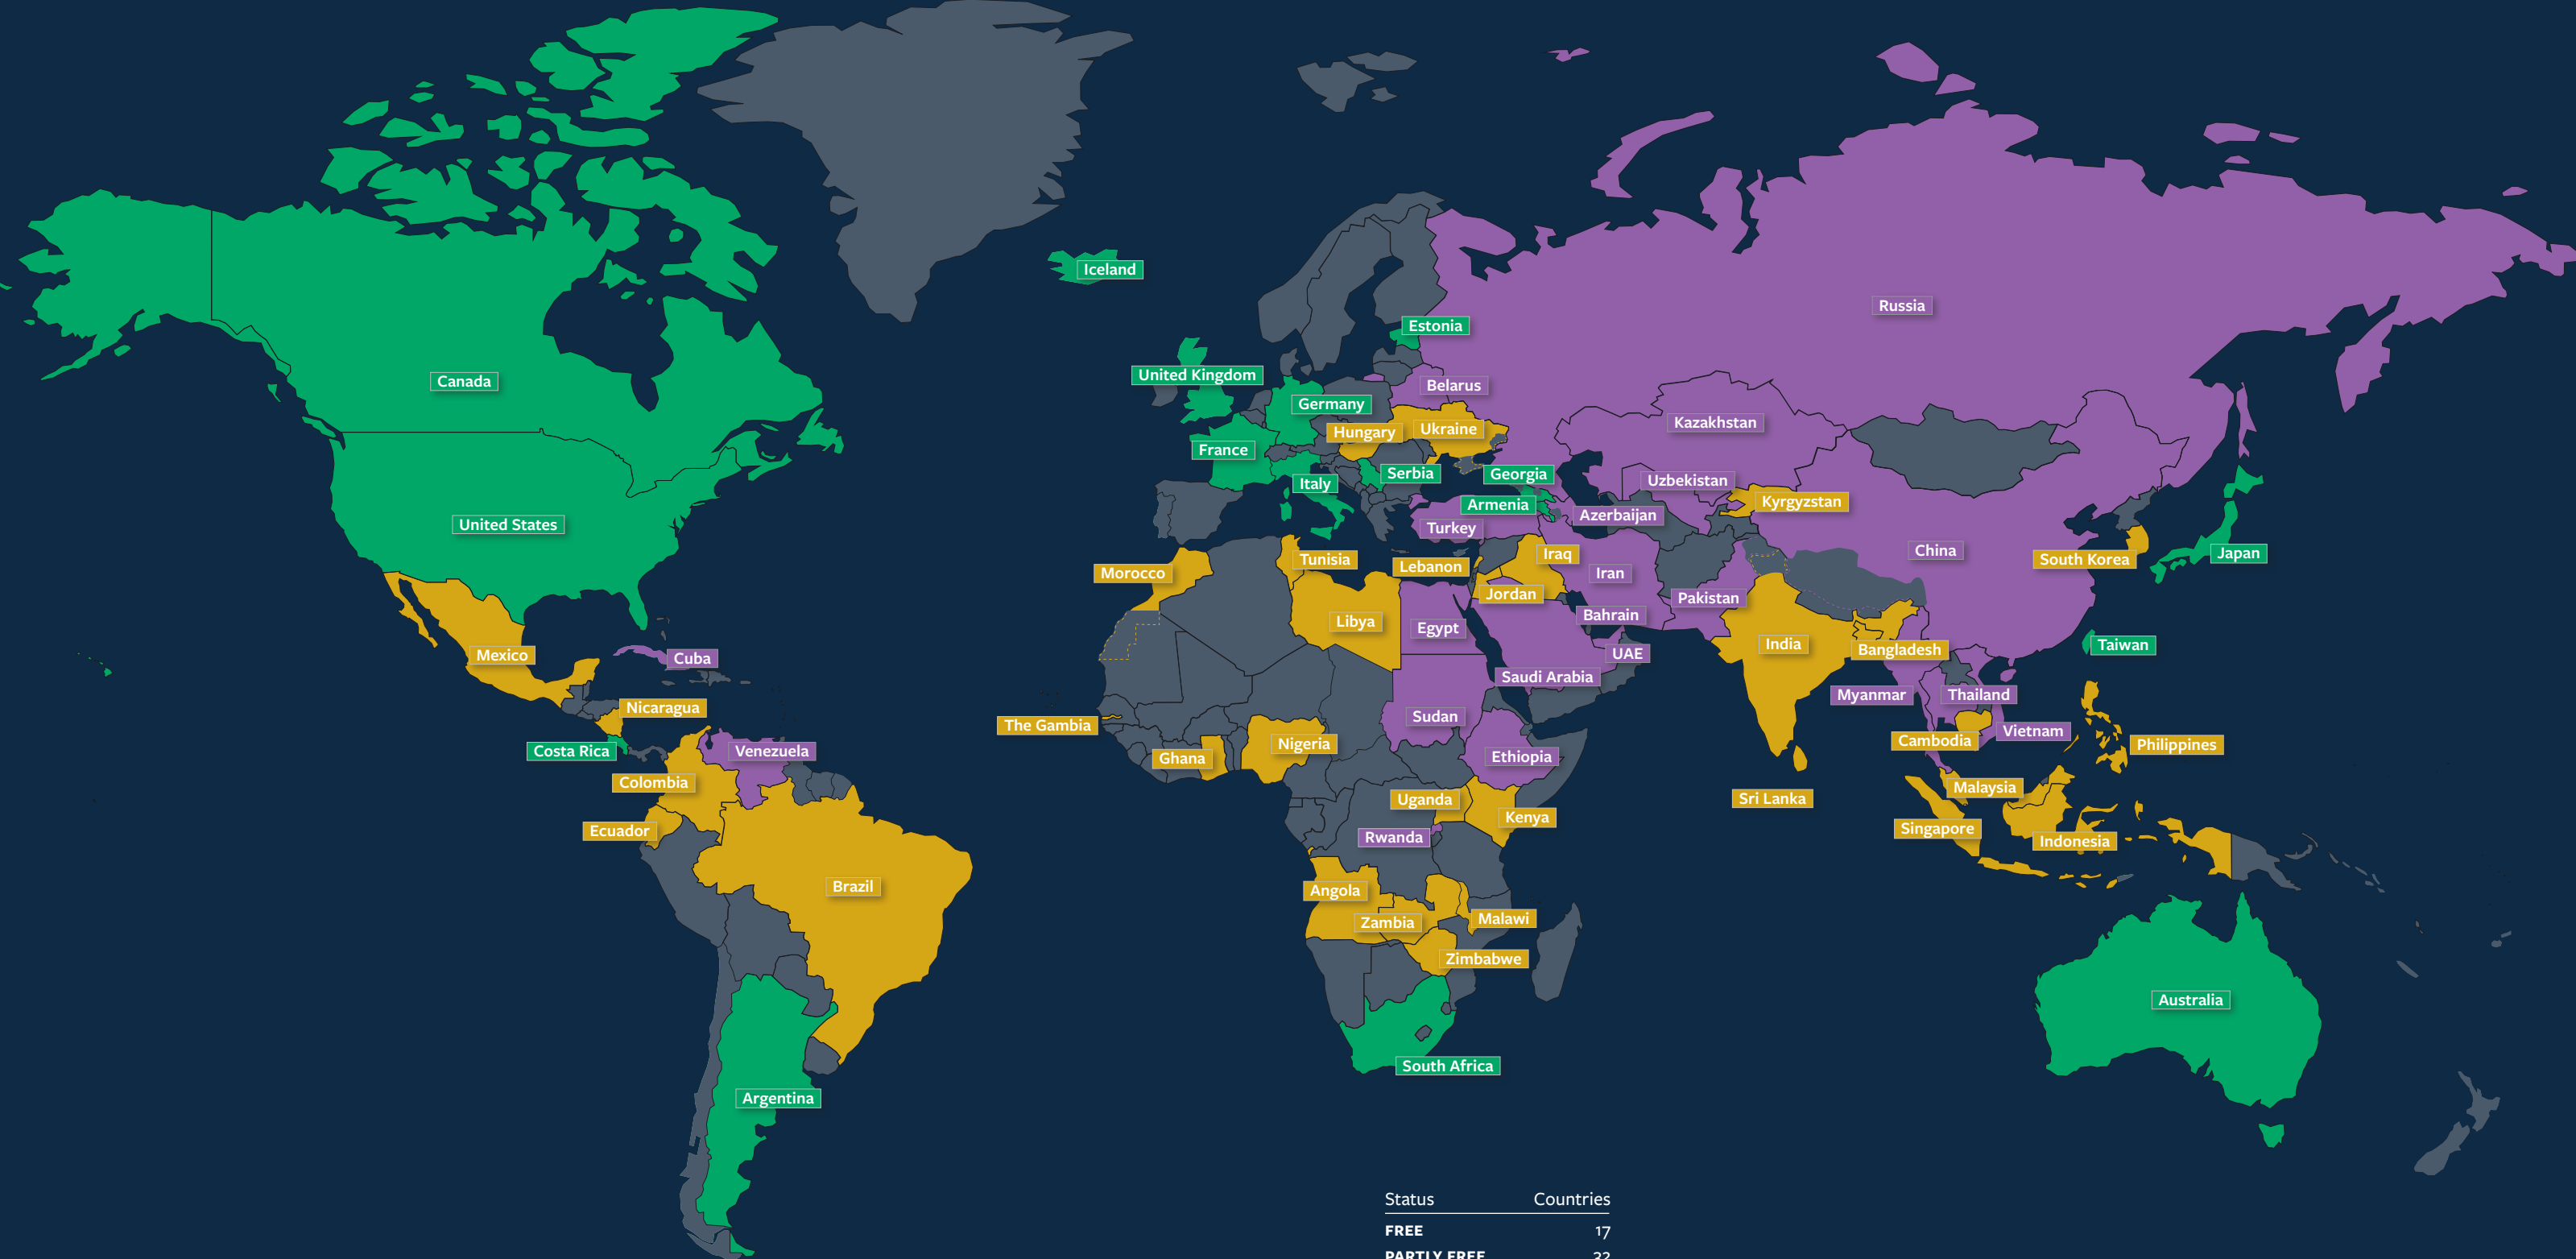 Iceland
Russia
Estonia
United Kingdom
Canada
Belarus
Germany
Kazakhstan
Hungary
Ukraine
France
Serbia
Georgia
Italy
Uzbekistan
Kyrgyzstan
Armenia
Azerbaijan
United States
Turkey
China
Japan
Iraq
Tunisia
South Korea
Lebanon
Morocco
Iran
Jordan
Pakistan
Bahrain
Libya
Egypt
India
Taiwan
Bangladesh
UAE
Mexico
Cuba
Saudi Arabia
Myanmar
Thailand
Nicaragua
Sudan
The Gambia
Vietnam
Cambodia
Nigeria
Philippines
Costa Rica
Venezuela
Ethiopia
Ghana
Colombia
Malaysia
Sri Lanka
Uganda
Kenya
Singapore
Ecuador
Rwanda
Indonesia
Brazil
Angola
Malawi
Zambia
Zimbabwe
Australia
South Africa
Argentina
Status Countries
FREE 17
PARTLY FREE 32